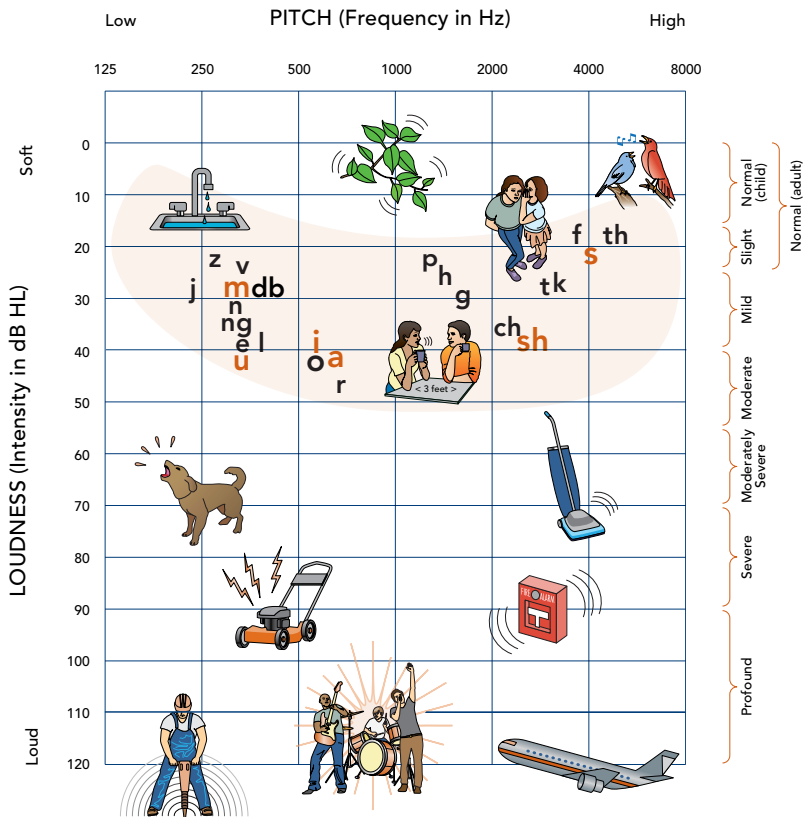 PITCH (Frequency in Hz)
Low
High
125 250 500 1000 2000 4000 8000
LOUDNESS (Intensity in dB HL)
Soft
Loud
0
10
20
30
40
50
60
70
80
90
100
110
120
f th
s
z v p
h
j m db g t k
n
ng ch
e l i sh
u o a
r
< 3 feet >
FIRE ALARM
Normal (child)
Normal (adult)
Slight
Mild
Moderate
Moderately Severe
Severe
Profound